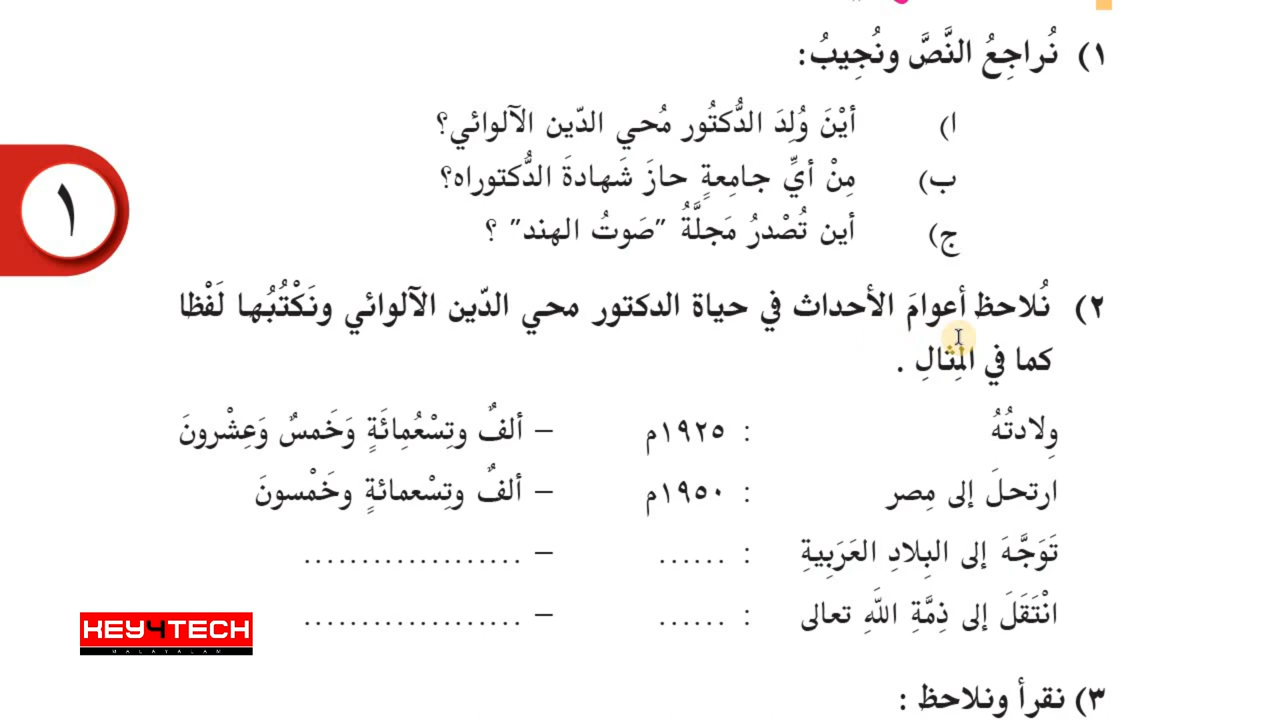 ١) نُراجِعُ النَّصَّ ونُجِيبُ:
ا) أيْنَ وُلِدَ الدُّكتُور مُحي الدّين الآلوائي؟
ب) مِنْ أيِّ جامِعةٍ حازَ شَهادةَ الدُّكتوراه؟
ج) أين تُصْدرُ مَجلَّةُ "صَوتُ الهند" ؟
١
٢) نُلاحظ أعوامَ الأحداث في حياة الدكتور محي الدّين الآلوائي ونَكْتُبُها لَفْظا
كما في المِثالِ .
وِلادتُهُ : ١٩٢٥م – ألفٌ وتِسْعُمِائَةٍ وَخَمسٌ وَعِشْرونَ
ارتحلَ إلى مِصر : ١٩٥٠م – ألفٌ وتِسْعمائةٍ وخَمْسونَ
تَوَجَّهَ إلى البِلادِ العَرَبِيةِ : ...... – ...................
انْتَقَلَ إلى ذِمَّةِ اللَّهِ تعالى : ...... – ...................
KEY4TECH
MALAYALAM
٣) نقرأ ونلاحظ :